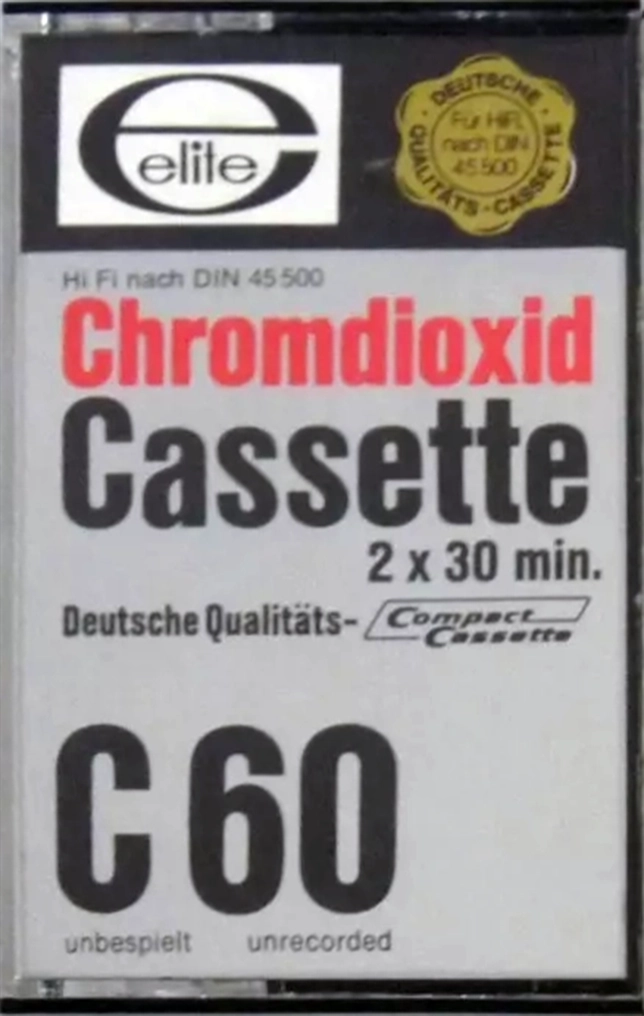 elite
DEUTSCHE
Für HiFi
nach DIN
45 500
QUALITÄTS-CASSETTE
Hi Fi nach DIN 45 500
Chromdioxid
Cassette
2 x 30 min.
Deutsche Qualitäts- Compact Cassette
C 60
unbespielt unrecorded